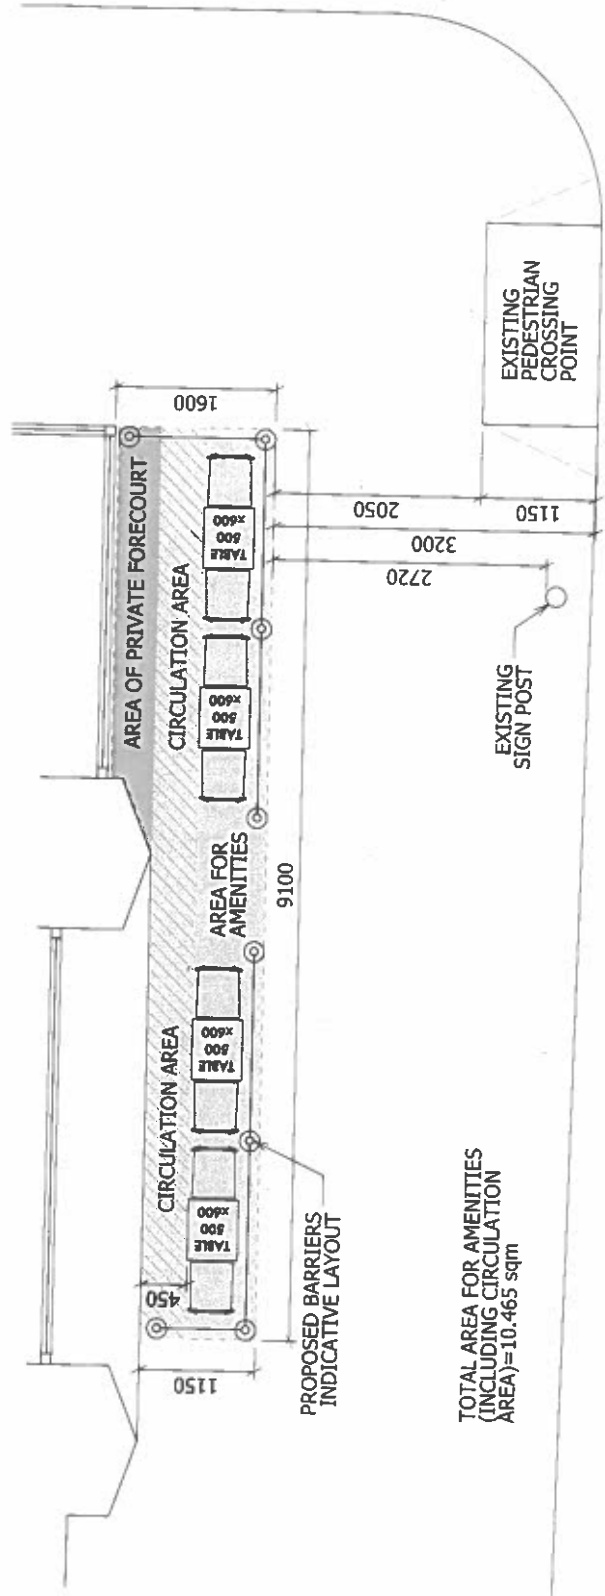 AREA OF PRIVATE FORECOURT
CIRCULATION AREA
TABLE
500
x600
TABLE
500
x600
AREA FOR
AMENITIES
CIRCULATION AREA
TABLE
500
x600
TABLE
500
x600
1600
9100
450
1150
2050
1150
3200
2720
EXISTING
PEDESTRIAN
CROSSING
POINT
EXISTING
SIGN POST
PROPOSED BARRIERS
INDICATIVE LAYOUT
TOTAL AREA FOR AMENITIES
(INCLUDING CIRCULATION
AREA)=10.465 sqm